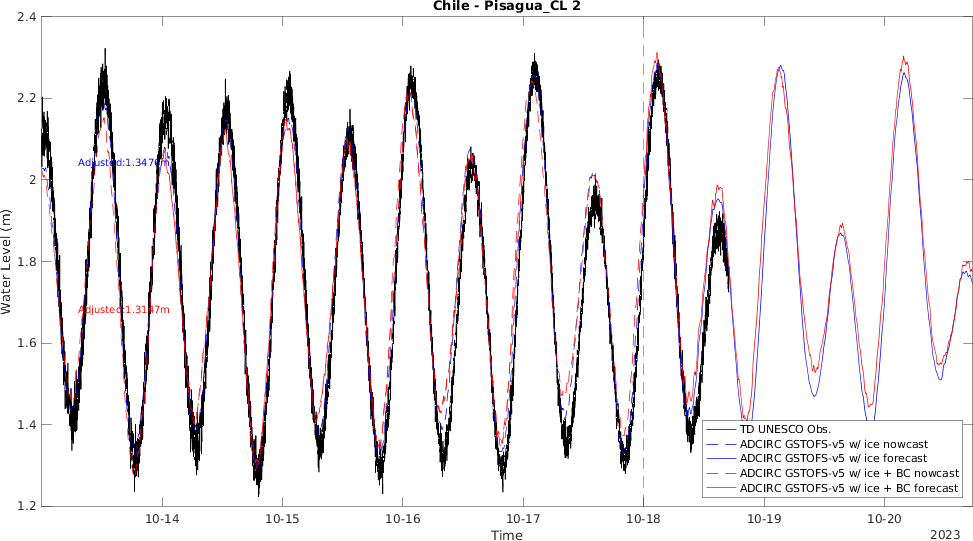 Chile - Pisagua_CL 2
2.4
2.2
2
1.8
1.6
1.4
1.2
Water Level (m)
Adjusted:1.3476m
Adjusted:1.3147m
TD UNESCO Obs.
ADCIRC GSTOFS-v5 w/ ice nowcast
ADCIRC GSTOFS-v5 w/ ice forecast
ADCIRC GSTOFS-v5 w/ ice + BC nowcast
ADCIRC GSTOFS-v5 w/ ice + BC forecast
10-14
10-15
10-16
10-17
10-18
10-19
10-20
Time
2023